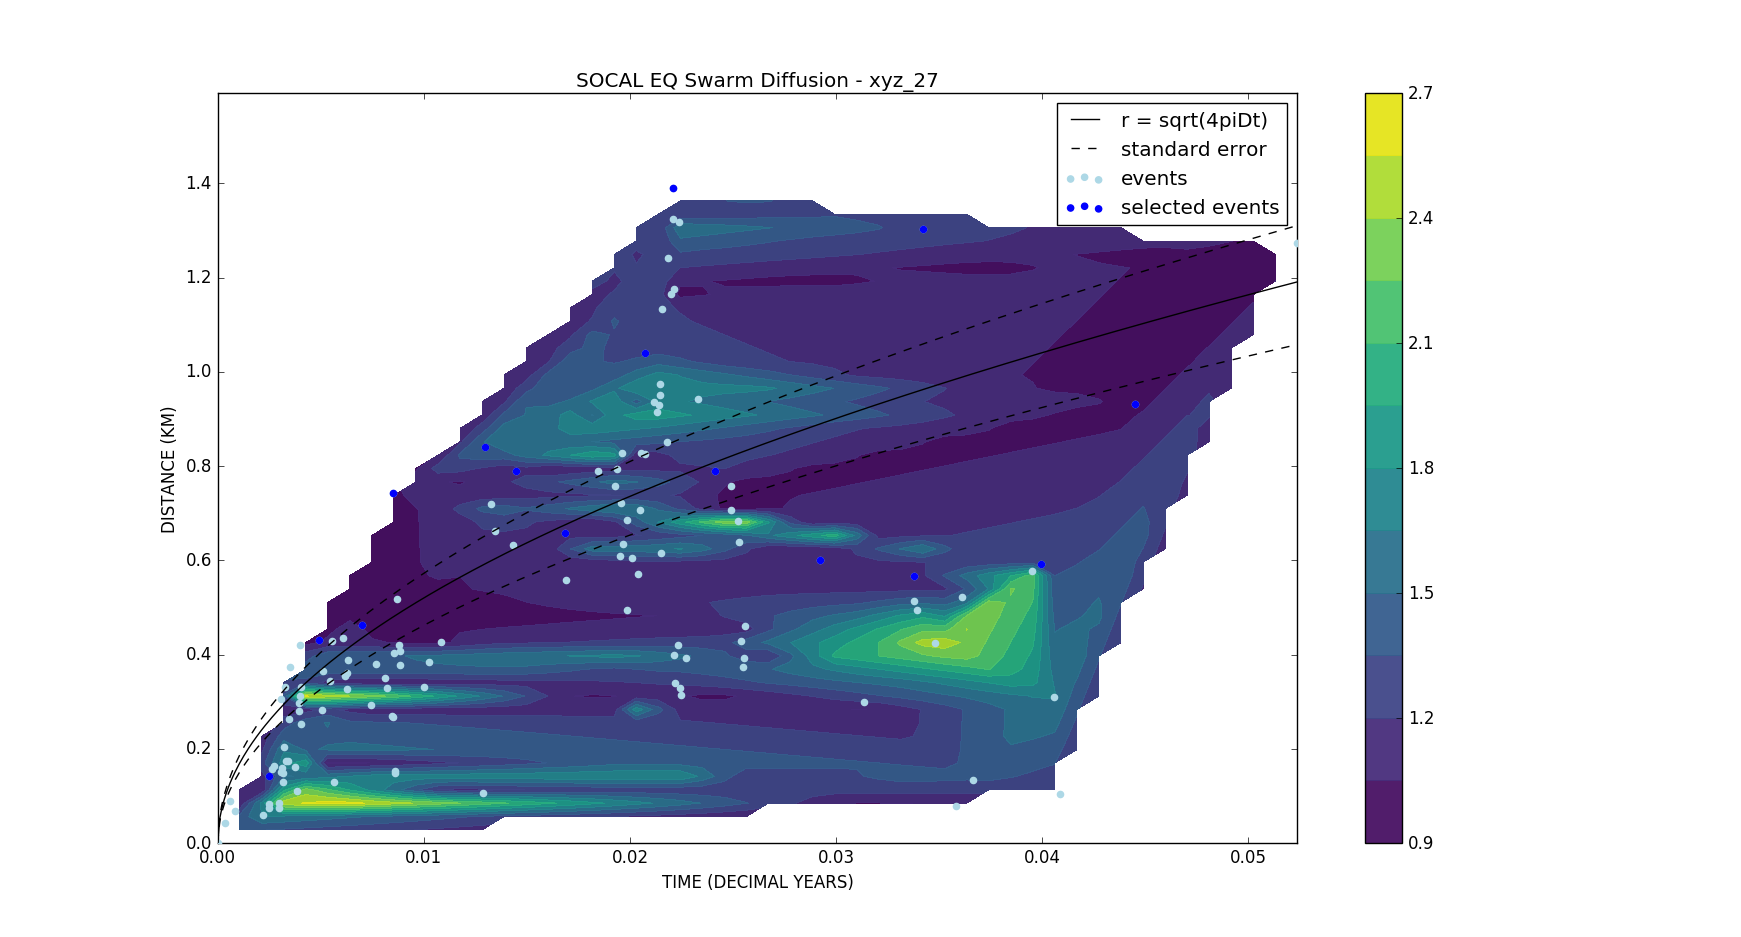 SOCAL EQ Swarm Diffusion - xyz_27
r = sqrt(4piDt)
standard error
events
selected events
DISTANCE (KM)
1.4
1.2
1.0
0.8
0.6
0.4
0.2
0.0
0.00 0.01 0.02 0.03 0.04 0.05
TIME (DECIMAL YEARS)
2.7
2.4
2.1
1.8
1.5
1.2
0.9